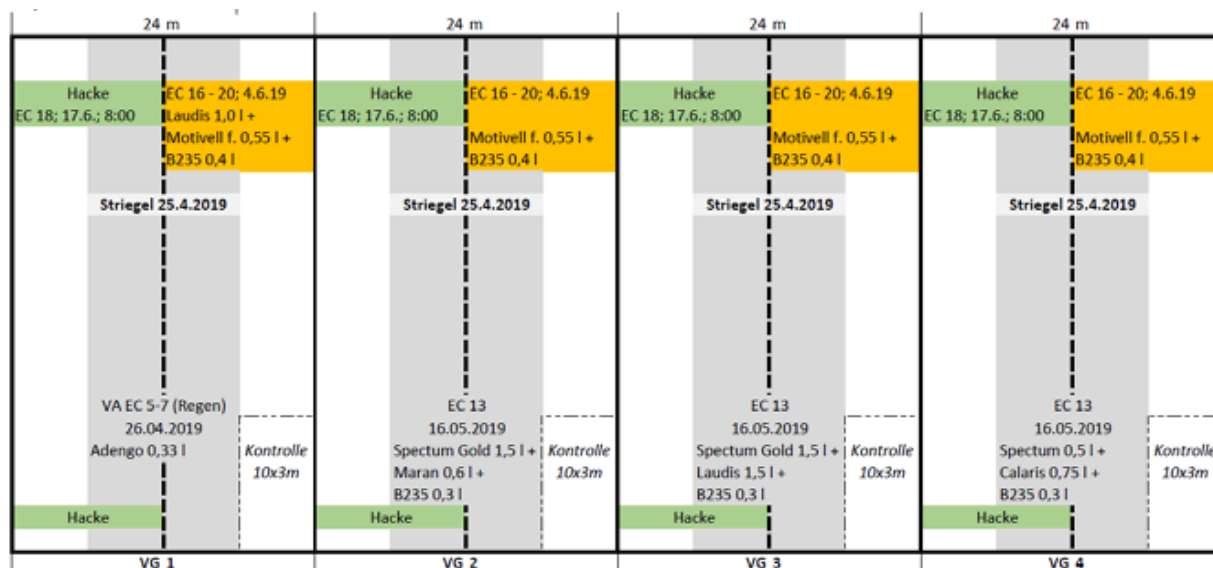 24 m
24 m
24 m
24 m
Hacke
EC 18; 17.6.; 8:00
EC 16 - 20; 4.6.19
Laudis 1,0 l +
Motivell f. 0,55 l +
B235 0,4 l
Hacke
EC 18; 17.6.; 8:00
EC 16 - 20; 4.6.19
Motivell f. 0,55 l +
B235 0,4 l
Hacke
EC 18; 17.6.; 8:00
EC 16 - 20; 4.6.19
Motivell f. 0,55 l +
B235 0,4 l
Hacke
EC 18; 17.6.; 8:00
EC 16 - 20; 4.6.19
Motivell f. 0,55 l +
B235 0,4 l
Striegel 25.4.2019
Striegel 25.4.2019
Striegel 25.4.2019
Striegel 25.4.2019
VA EC 5-7 (Regen)
26.04.2019
Adengo 0,33 l
Kontrolle
10x3m
EC 13
16.05.2019
Spectum Gold 1,5 l +
Maran 0,6 l +
B235 0,3 l
Kontrolle
10x3m
EC 13
16.05.2019
Spectum Gold 1,5 l +
Laudis 1,5 l +
B235 0,3 l
Kontrolle
10x3m
EC 13
16.05.2019
Spectum 0,5 l +
Calaris 0,75 l +
B235 0,3 l
Kontrolle
10x3m
Hacke
Hacke
Hacke
Hacke
VG 1
VG 2
VG 3
VG 4